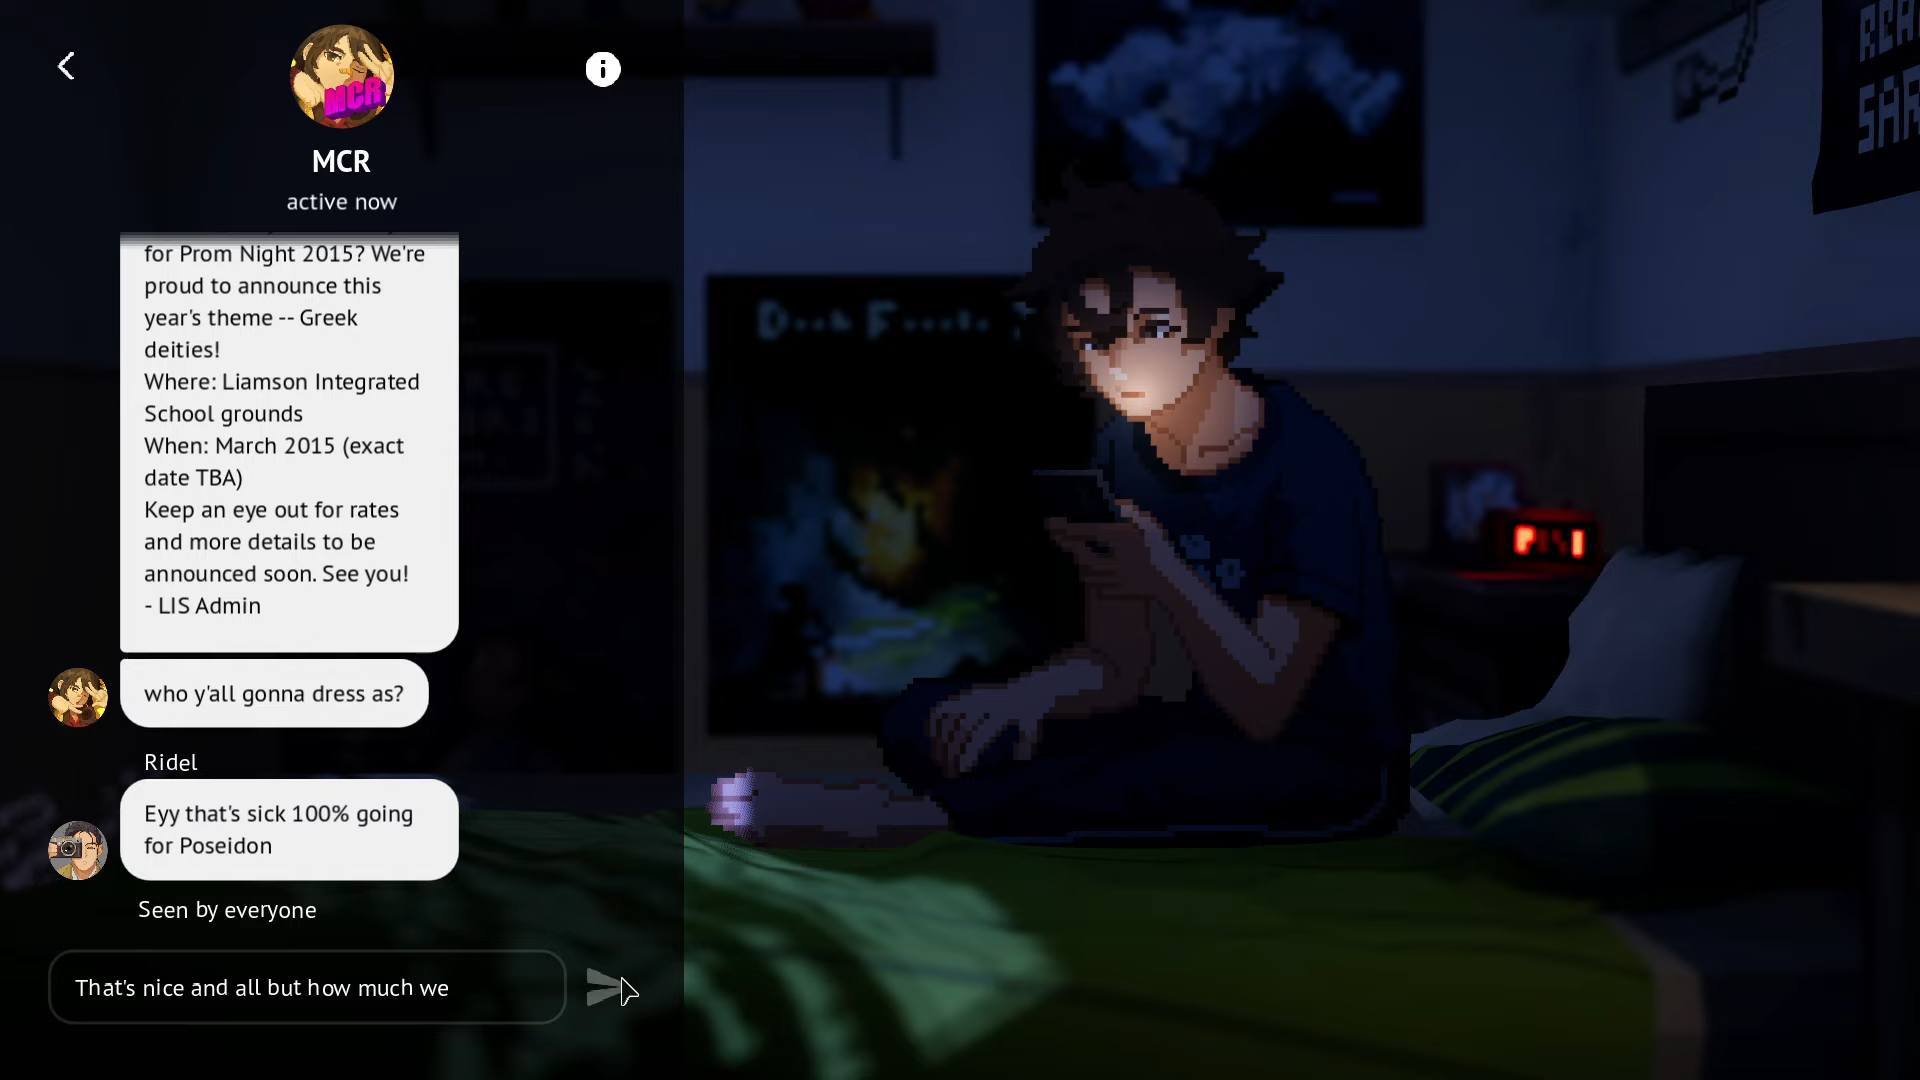 MCR
MCR
active now
for Prom Night 2015? We're
proud to announce this
year's theme -- Greek
deities!
Where: Liamson Integrated
School grounds
When: March 2015 (exact
date TBA)
Keep an eye out for rates
and more details to be
announced soon. See you!
- LIS Admin
who y'all gonna dress as?
Ridel
Eyy that's sick 100% going
for Poseidon
Seen by everyone
That's nice and all but how much we